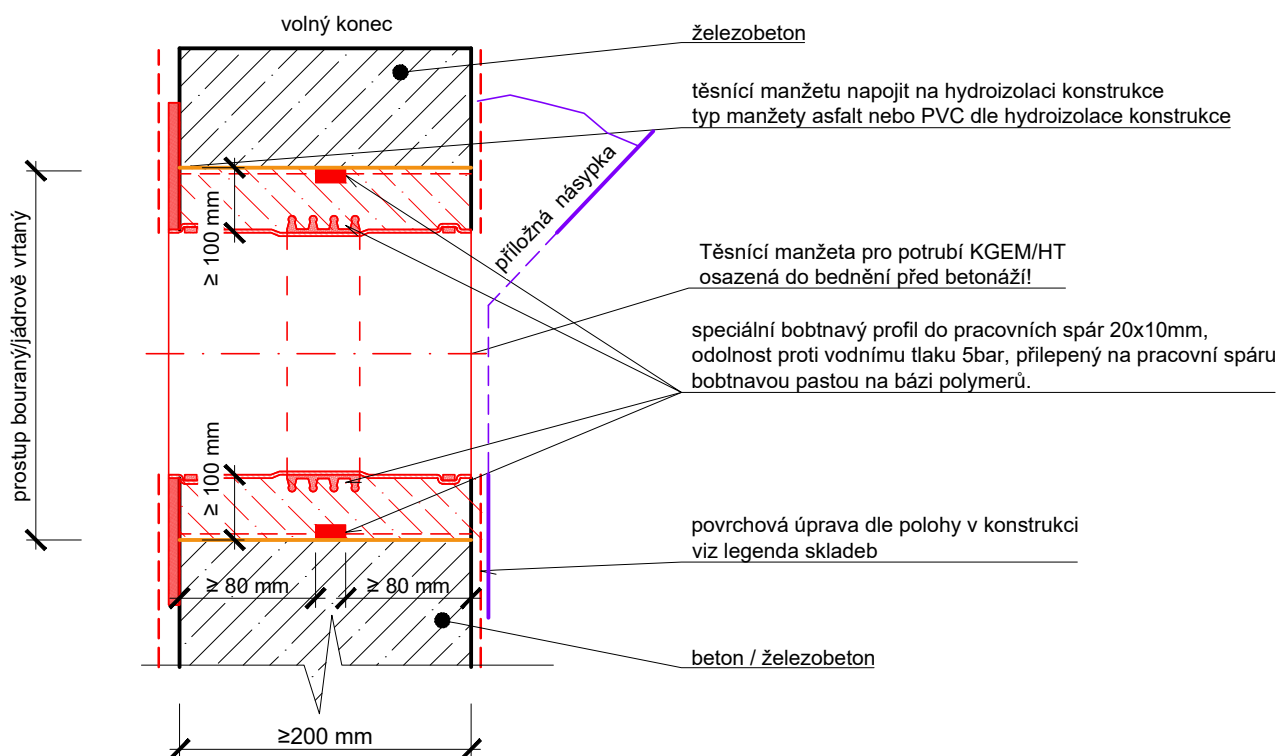 volný konec
železobeton
těsnící manžetu napojit na hydroizolaci konstrukce
typ manžety asfalt nebo PVC dle hydroizolace konstrukce
příložná násypka
≥ 100 mm
prostup bouraný/jádrově vrtaný
Těsnící manžeta pro potrubí KGEM/HT
osazená do bednění před betonáží!
speciální bobtnavý profil do pracovních spár 20x10mm,
odolnost proti vodnímu tlaku 5bar, přilepený na pracovní spáru
bobtnavou pastou na bázi polymerů.
≥ 100 mm
povrchová úprava dle polohy v konstrukci
viz legenda skladeb
≥ 80 mm
≥ 80 mm
beton / železobeton
≥200 mm